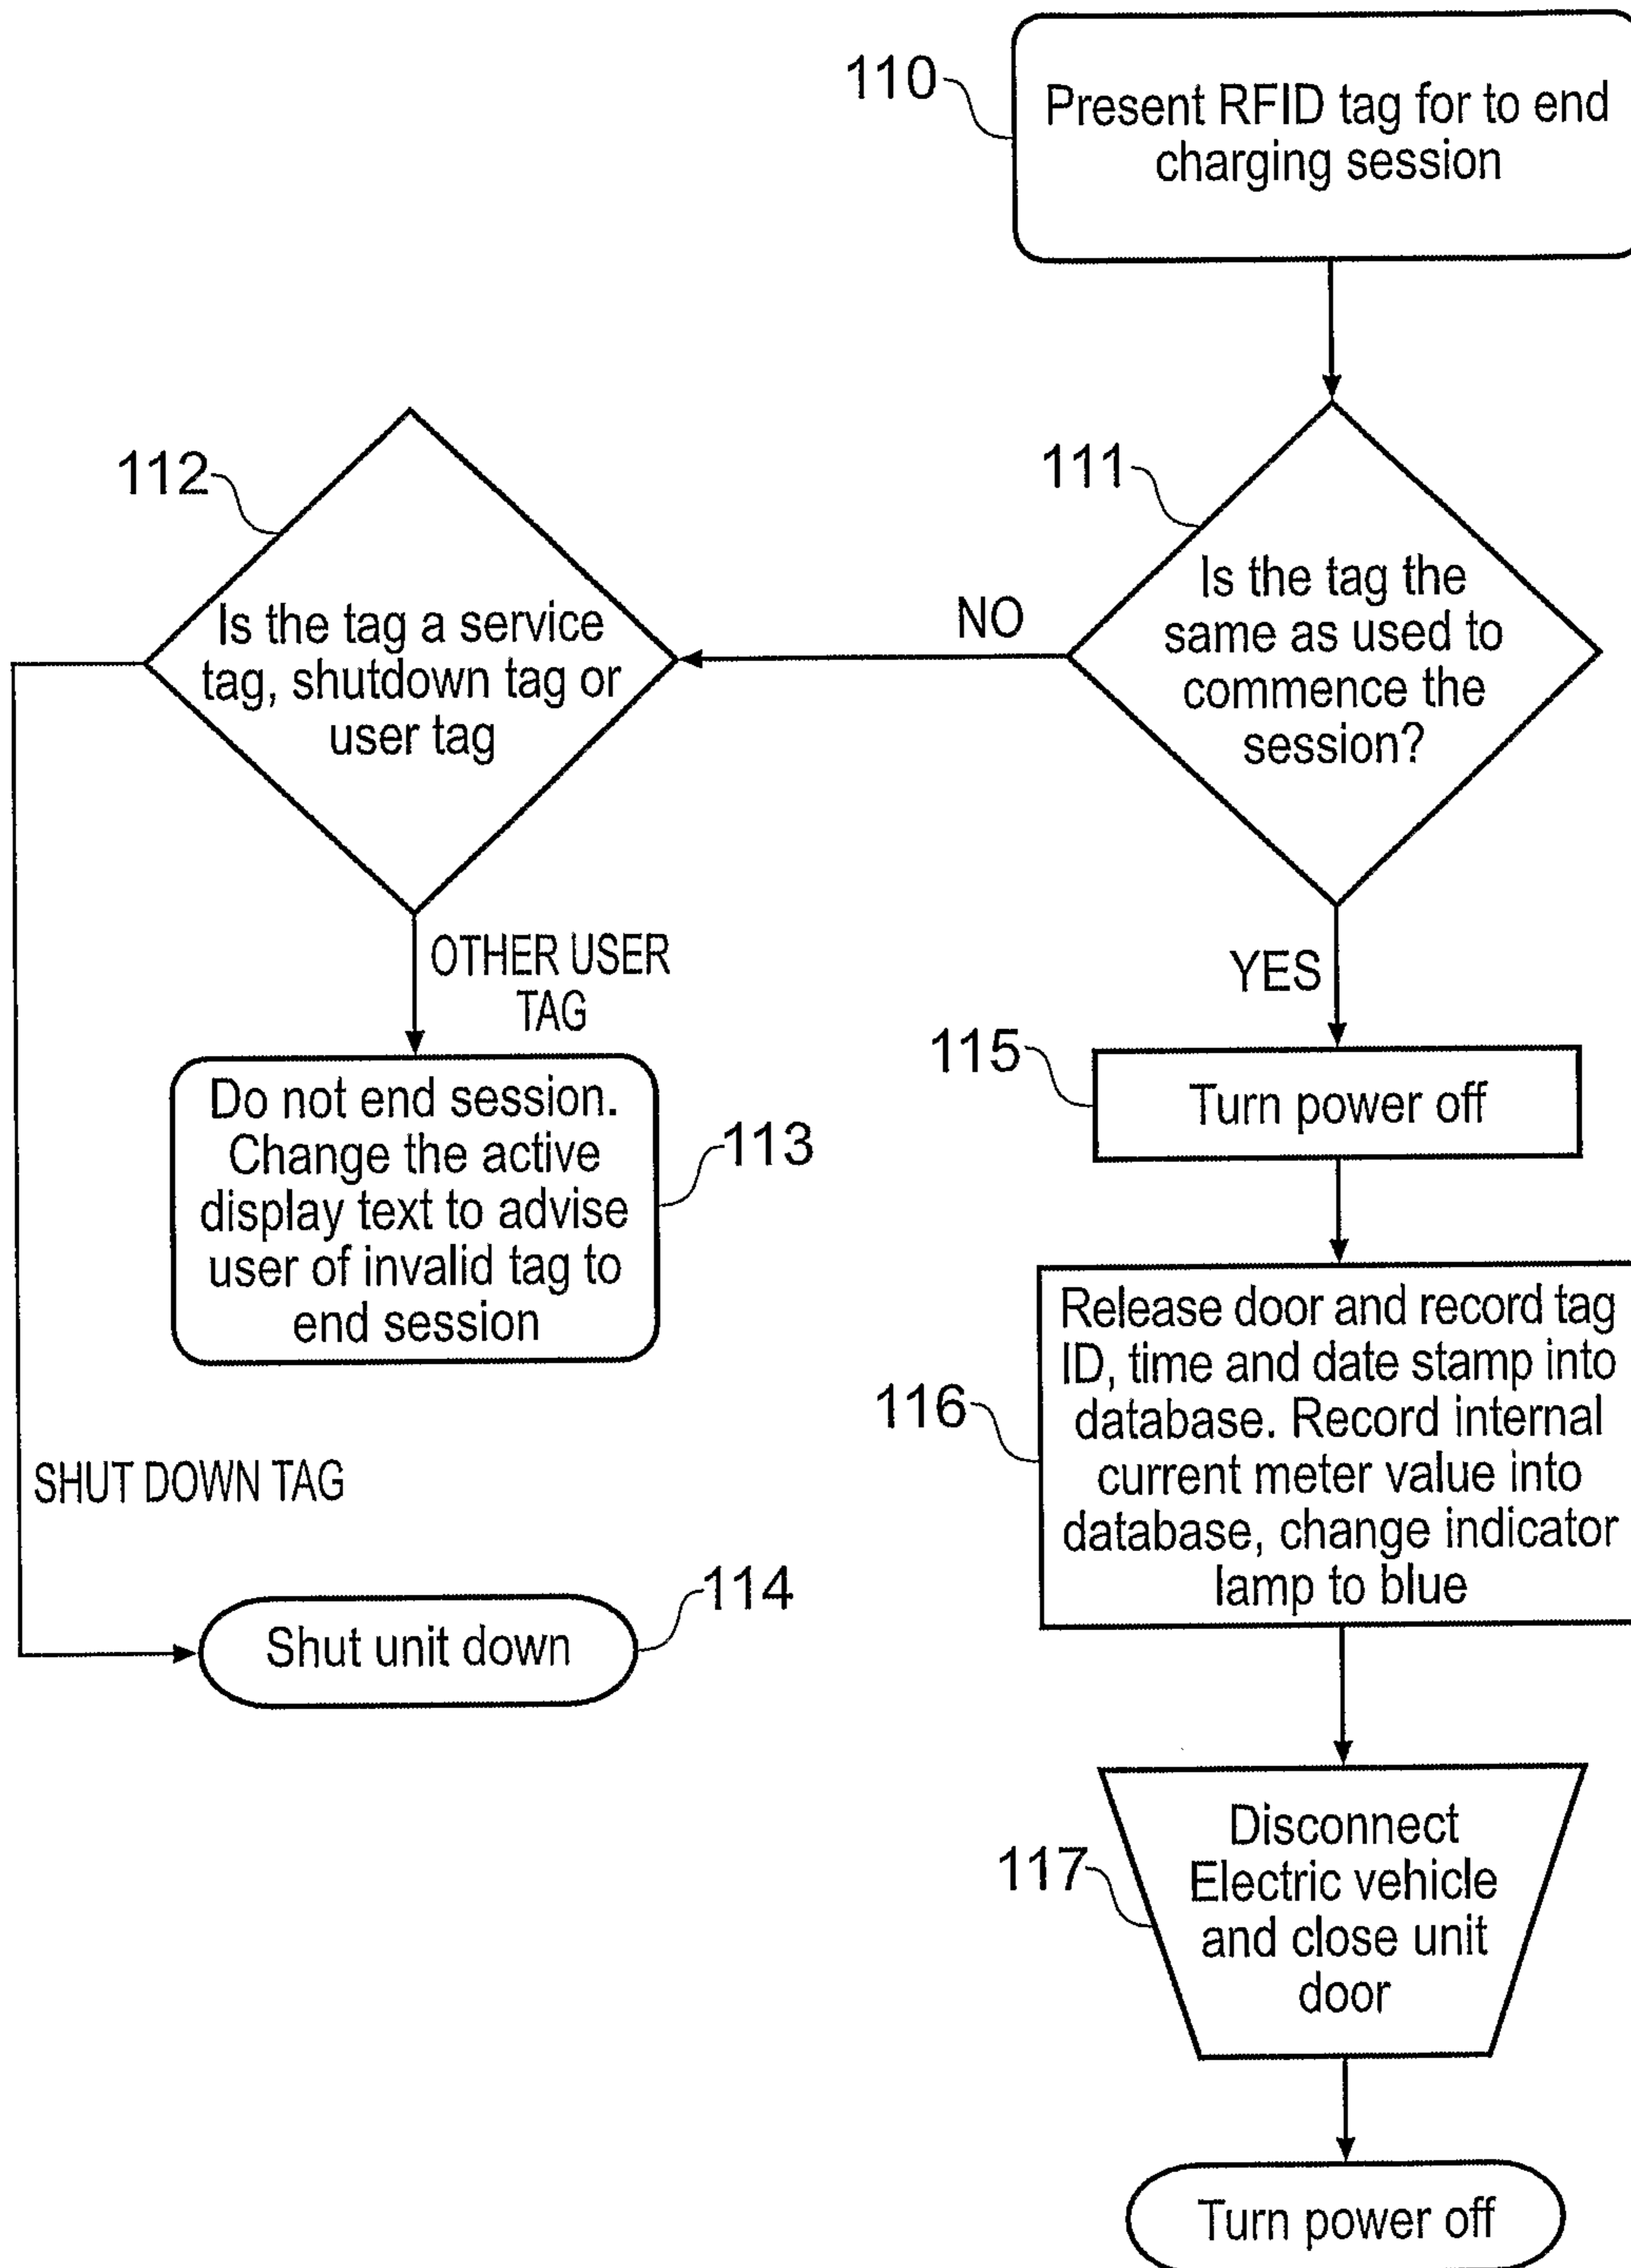 110
Present RFID tag for to end
charging session
111
Is the tag the
same as used to
commence the
session?
NO
112
Is the tag a service
tag, shutdown tag or
user tag
OTHER USER
TAG
113
Do not end session.
Change the active
display text to advise
user of invalid tag to
end session
SHUT DOWN TAG
114
Shut unit down
YES
115
Turn power off
116
Release door and record tag
ID, time and date stamp into
database. Record internal
current meter value into
database, change indicator
lamp to blue
117
Disconnect
Electric vehicle
and close unit
door
Turn power off